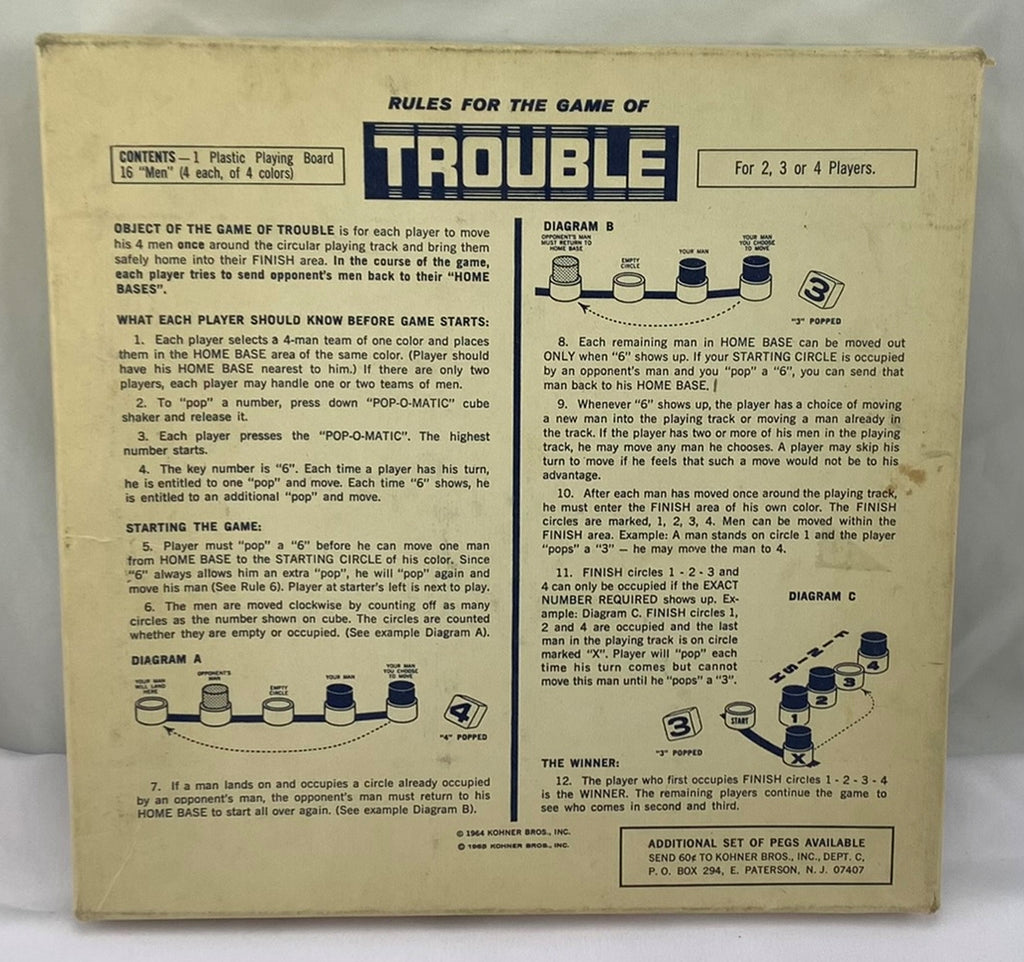 RULES FOR THE GAME OF
TROUBLE
CONTENTS — 1 Plastic Playing Board
16 "Men" (4 each, of 4 colors)
For 2, 3 or 4 Players.
OBJECT OF THE GAME OF TROUBLE is for each player to move
his 4 men once around the circular playing track and bring them
safely home into their FINISH area. In the course of the game,
each player tries to send opponent's men back to their "HOME
BASES".
WHAT EACH PLAYER SHOULD KNOW BEFORE GAME STARTS:
1. Each player selects a 4-man team of one color and places
them in the HOME BASE area of the same color. (Player should
have his HOME BASE nearest to him.) If there are only two
players, each player may handle one or two teams of men.
2. To "pop" a number, press down "POP-O-MATIC" cube
shaker and release it.
3. Each player presses the "POP-O-MATIC". The highest
number starts.
4. The key number is "6". Each time a player has his turn,
he is entitled to one "pop" and move. Each time "6" shows, he
is entitled to an additional "pop" and move.
STARTING THE GAME:
5. Player must "pop" a "6" before he can move one man
from HOME BASE to the STARTING CIRCLE of his color. Since
"6" always allows him an extra "pop", he will "pop" again and
move his man (See Rule 6). Player at starter's left is next to play.
6. The men are moved clockwise by counting off as many
circles as the number shown on cube. The circles are counted
whether they are empty or occupied. (See example Diagram A).
DIAGRAM A
YOUR MAN
WILL LAND
HERE
OPPONENT'S
MAN
EMPTY
CIRCLE
YOUR MAN
YOUR MAN
YOU CHOOSE
TO MOVE
4
"4" POPPED
7. If a man lands on and occupies a circle already occupied
by an opponent's man, the opponent's man must return to his
HOME BASE to start all over again. (See example Diagram B).
DIAGRAM B
OPPONENT'S MAN
MUST RETURN TO
HOME BASE
EMPTY
CIRCLE
YOUR MAN
YOUR MAN
YOU CHOOSE
TO MOVE
3
"3" POPPED
8. Each remaining man in HOME BASE can be moved out
ONLY when "6" shows up. If your STARTING CIRCLE is occupied
by an opponent's man and you "pop" a "6", you can send that
man back to his HOME BASE.
9. Whenever "6" shows up, the player has a choice of moving
a new man into the playing track or moving a man already in
the track. If the player has two or more of his men in the playing
track, he may move any man he chooses. A player may skip his
turn to move if he feels that such a move would not be to his
advantage.
10. After each man has moved once around the playing track,
he must enter the FINISH area of his own color. The FINISH
circles are marked, 1, 2, 3, 4. Men can be moved within the
FINISH area. Example: A man stands on circle 1 and the player
"pops" a "3" — he may move the man to 4.
11. FINISH circles 1 - 2 - 3 and
4 can only be occupied if the EXACT
NUMBER REQUIRED shows up. Ex-
ample: Diagram C. FINISH circles 1,
2 and 4 are occupied and the last
man in the playing track is on circle
marked "X". Player will "pop" each
time his turn comes but cannot
move this man until he "pops" a "3".
DIAGRAM C
FINISH
4
3
2
1
X
START
3
"3" POPPED
THE WINNER:
12. The player who first occupies FINISH circles 1 - 2 - 3 - 4
is the WINNER. The remaining players continue the game to
see who comes in second and third.
© 1964 KOHNER BROS., INC.
© 1965 KOHNER BROS., INC.
ADDITIONAL SET OF PEGS AVAILABLE
SEND 60¢ TO KOHNER BROS., INC., DEPT. C,
P. O. BOX 294, E. PATERSON, N. J. 07407